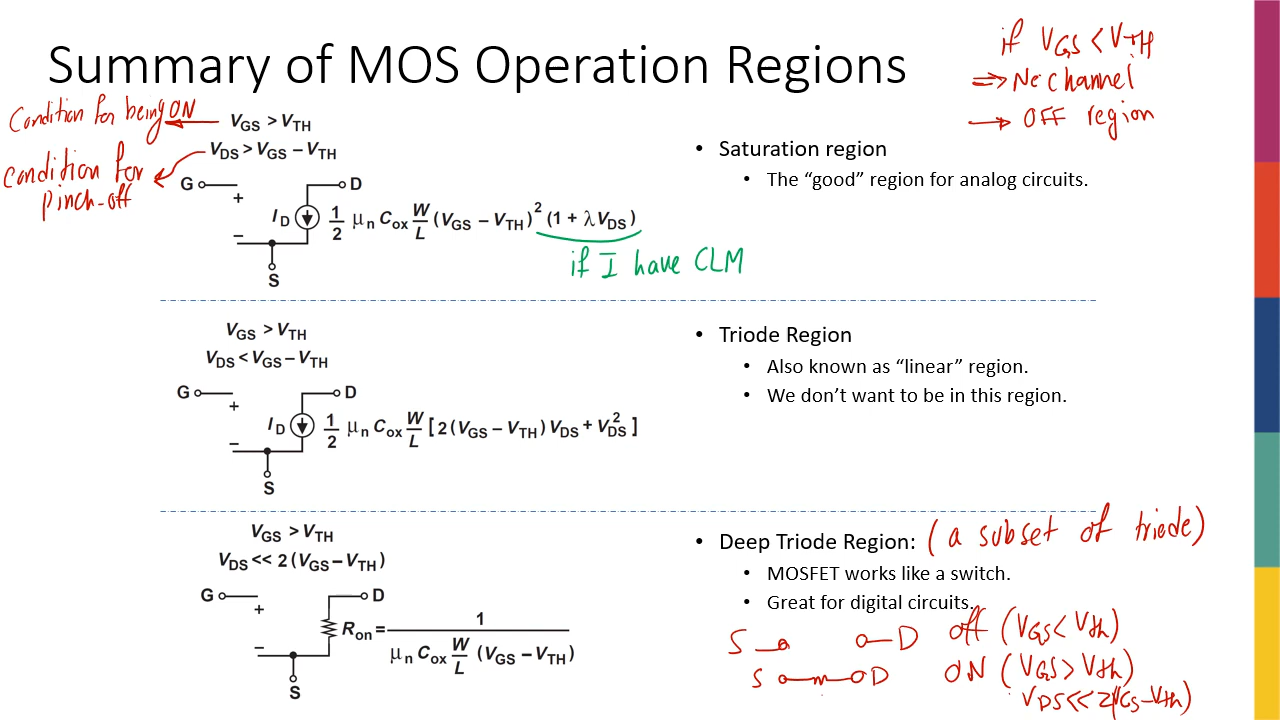 Summary of MOS Operation Regions
if VGS < VTH
⇒ No channel
→ OFF region
Condition for being ON
VGS > VTH
Condition for pinch-off
VDS > VGS – VTH
G
D
+
–
S
ID
1/2 μn Cox W/L (VGS – VTH)² (1 + λVDS)
if I have CLM
• Saturation region
• The “good” region for analog circuits.
VGS > VTH
VDS < VGS – VTH
G
D
+
–
S
ID
1/2 μn Cox W/L [2(VGS – VTH) VDS + VDS²]
• Triode Region
• Also known as “linear” region.
• We don’t want to be in this region.
VGS > VTH
VDS << 2(VGS – VTH)
G
D
+
–
S
Ron = 1 / μn Cox W/L (VGS – VTH)
• Deep Triode Region: (a subset of triode)
• MOSFET works like a switch.
• Great for digital circuits.
S D off (VGS < Vth)
S D ON (VGS > Vth)
VDS << 2(VGS – Vth)